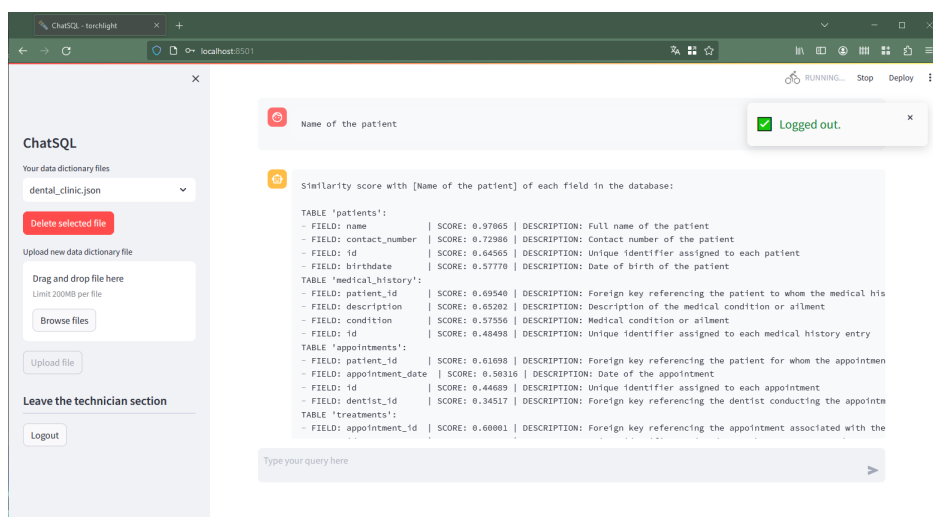 ChatSQL - torchlight
localhost:8501
RUNNING... Stop Deploy
Logged out.
ChatSQL
Your data dictionary files
dental_clinic.json
Delete selected file
Upload new data dictionary file
Drag and drop file here
Limit 200MB per file
Browse files
Upload file
Leave the technician section
Logout
Name of the patient
Similarity score with [Name of the patient] of each field in the database:
TABLE 'patients':
- FIELD: name | SCORE: 0.97065 | DESCRIPTION: Full name of the patient
- FIELD: contact_number | SCORE: 0.72986 | DESCRIPTION: Contact number of the patient
- FIELD: id | SCORE: 0.64565 | DESCRIPTION: Unique identifier assigned to each patient
- FIELD: birthdate | SCORE: 0.57770 | DESCRIPTION: Date of birth of the patient
TABLE 'medical_history':
- FIELD: patient_id | SCORE: 0.69540 | DESCRIPTION: Foreign key referencing the patient to whom the medical his
- FIELD: description | SCORE: 0.65202 | DESCRIPTION: Description of the medical condition or ailment
- FIELD: condition | SCORE: 0.57556 | DESCRIPTION: Medical condition or ailment
- FIELD: id | SCORE: 0.48498 | DESCRIPTION: Unique identifier assigned to each medical history entry
TABLE 'appointments':
- FIELD: patient_id | SCORE: 0.61698 | DESCRIPTION: Foreign key referencing the patient for whom the appointmen
- FIELD: appointment_date | SCORE: 0.50316 | DESCRIPTION: Date of the appointment
- FIELD: id | SCORE: 0.44689 | DESCRIPTION: Unique identifier assigned to each appointment
- FIELD: dentist_id | SCORE: 0.34517 | DESCRIPTION: Foreign key referencing the dentist conducting the appointm
TABLE 'treatments':
- FIELD: appointment_id | SCORE: 0.60001 | DESCRIPTION: Foreign key referencing the appointment associated with the
Type your query here